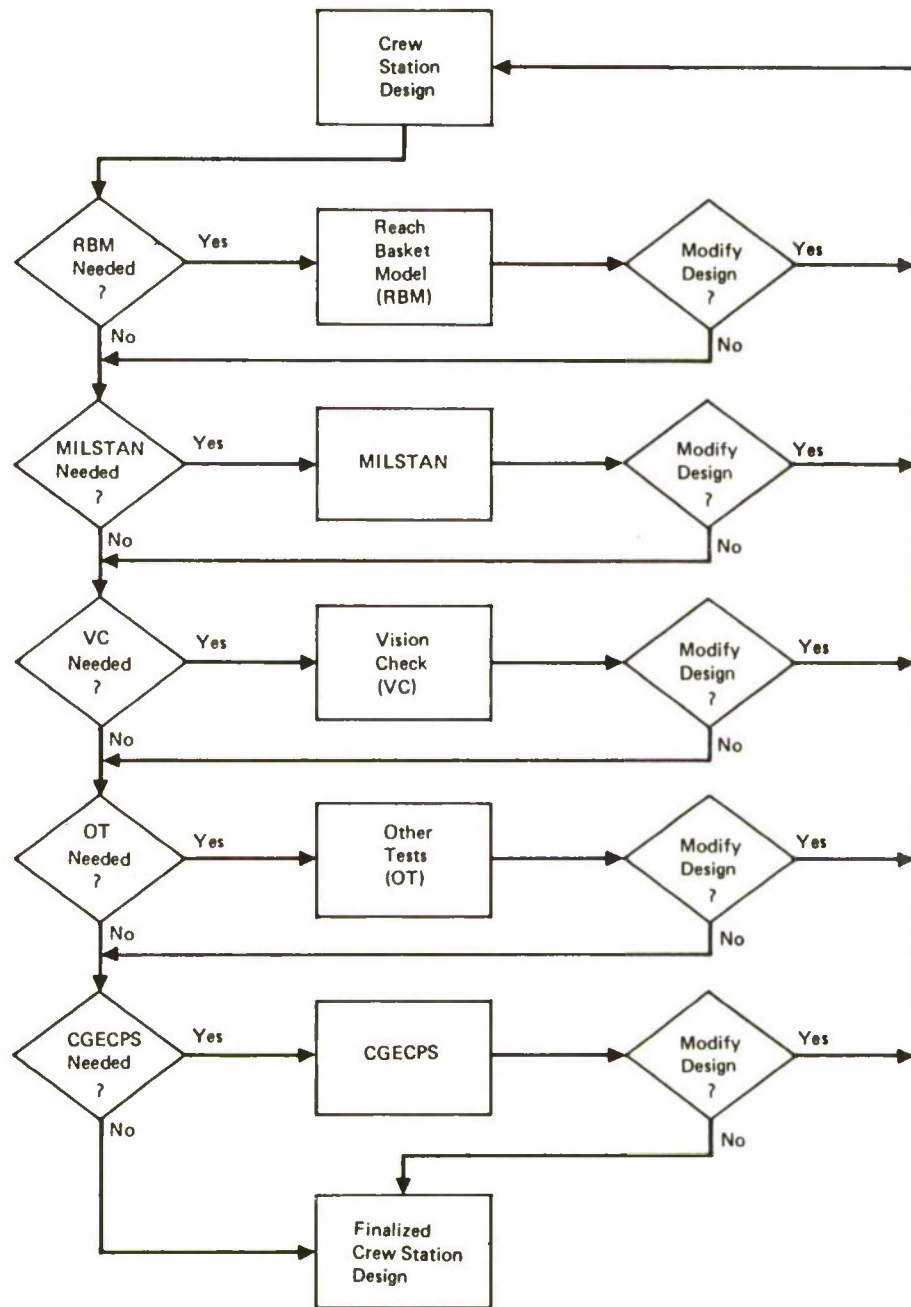 Crew
Station
Design
RBM
Needed
?
Yes
Reach
Basket
Model
(RBM)
Modify
Design
?
Yes
No
No
MILSTAN
Needed
?
Yes
MILSTAN
Modify
Design
?
Yes
No
No
VC
Needed
?
Yes
Vision
Check
(VC)
Modify
Design
?
Yes
No
No
OT
Needed
?
Yes
Other
Tests
(OT)
Modify
Design
?
Yes
No
No
CGECPS
Needed
?
Yes
CGECPS
Modify
Design
?
Yes
No
No
Finalized
Crew Station
Design